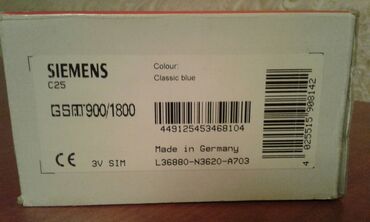 SIEMENS
C25
GSM 900/1800
CE 3V SIM
Colour:
Classic blue
449125453468104
Made in Germany
L36880-N3620-A703
4 025515 908142